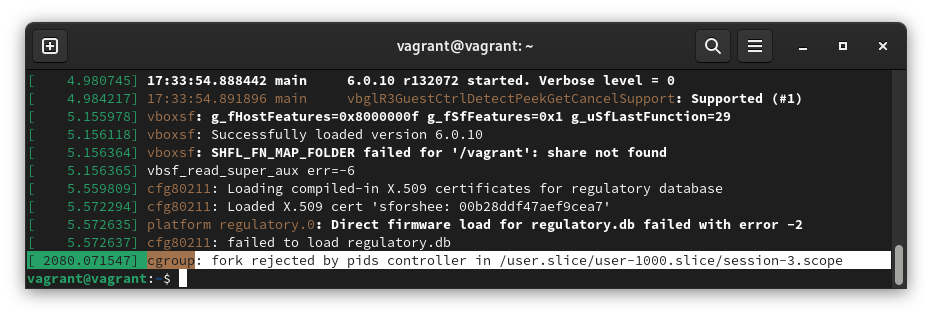 vagrant@vagrant: ~
[    4.980745] 17:33:54.888442 main     6.0.10 r132072 started. Verbose level = 0
[    4.984217] 17:33:54.891896 main     vbglR3GuestCtrlDetectPeekGetCancelSupport: Supported (#1)
[    5.155978] vboxsf: g_fHostFeatures=0x8000000f g_fSfFeatures=0x1 g_uSfLastFunction=29
[    5.156118] vboxsf: Successfully loaded version 6.0.10
[    5.156364] vboxsf: SHFL_FN_MAP_FOLDER failed for '/vagrant': share not found
[    5.156365] vbsf_read_super_aux err=-6
[    5.559809] cfg80211: Loading compiled-in X.509 certificates for regulatory database
[    5.572294] cfg80211: Loaded X.509 cert 'sforshee: 00b28ddf47aef9cea7'
[    5.572635] platform regulatory.0: Direct firmware load for regulatory.db failed with error -2
[    5.572637] cfg80211: failed to load regulatory.db
[ 2080.071547] cgroup: fork rejected by pids controller in /user.slice/user-1000.slice/session-3.scope
vagrant@vagrant:~$